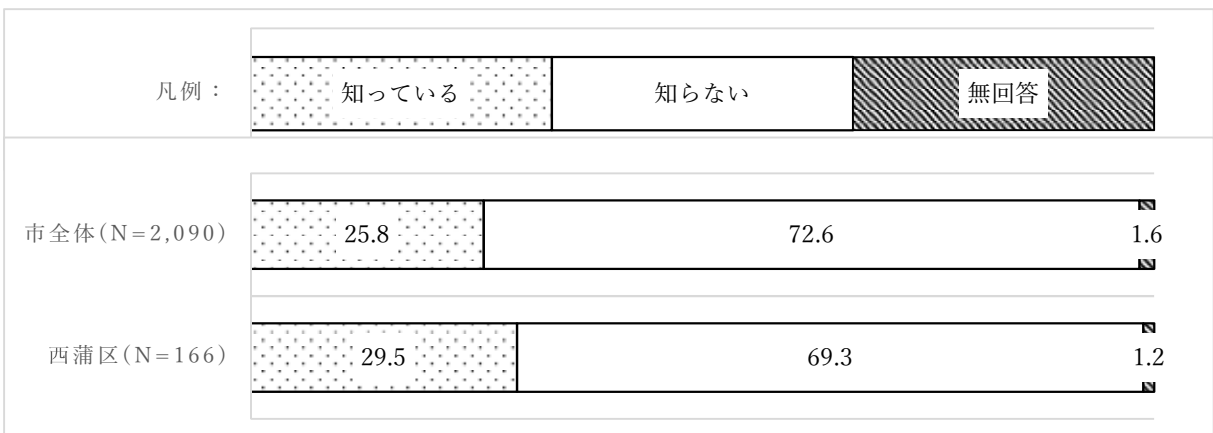 凡例： 知っている 知らない 無回答
市全体(N=2,090) 25.8 72.6 1.6
西蒲区(N=166) 29.5 69.3 1.2